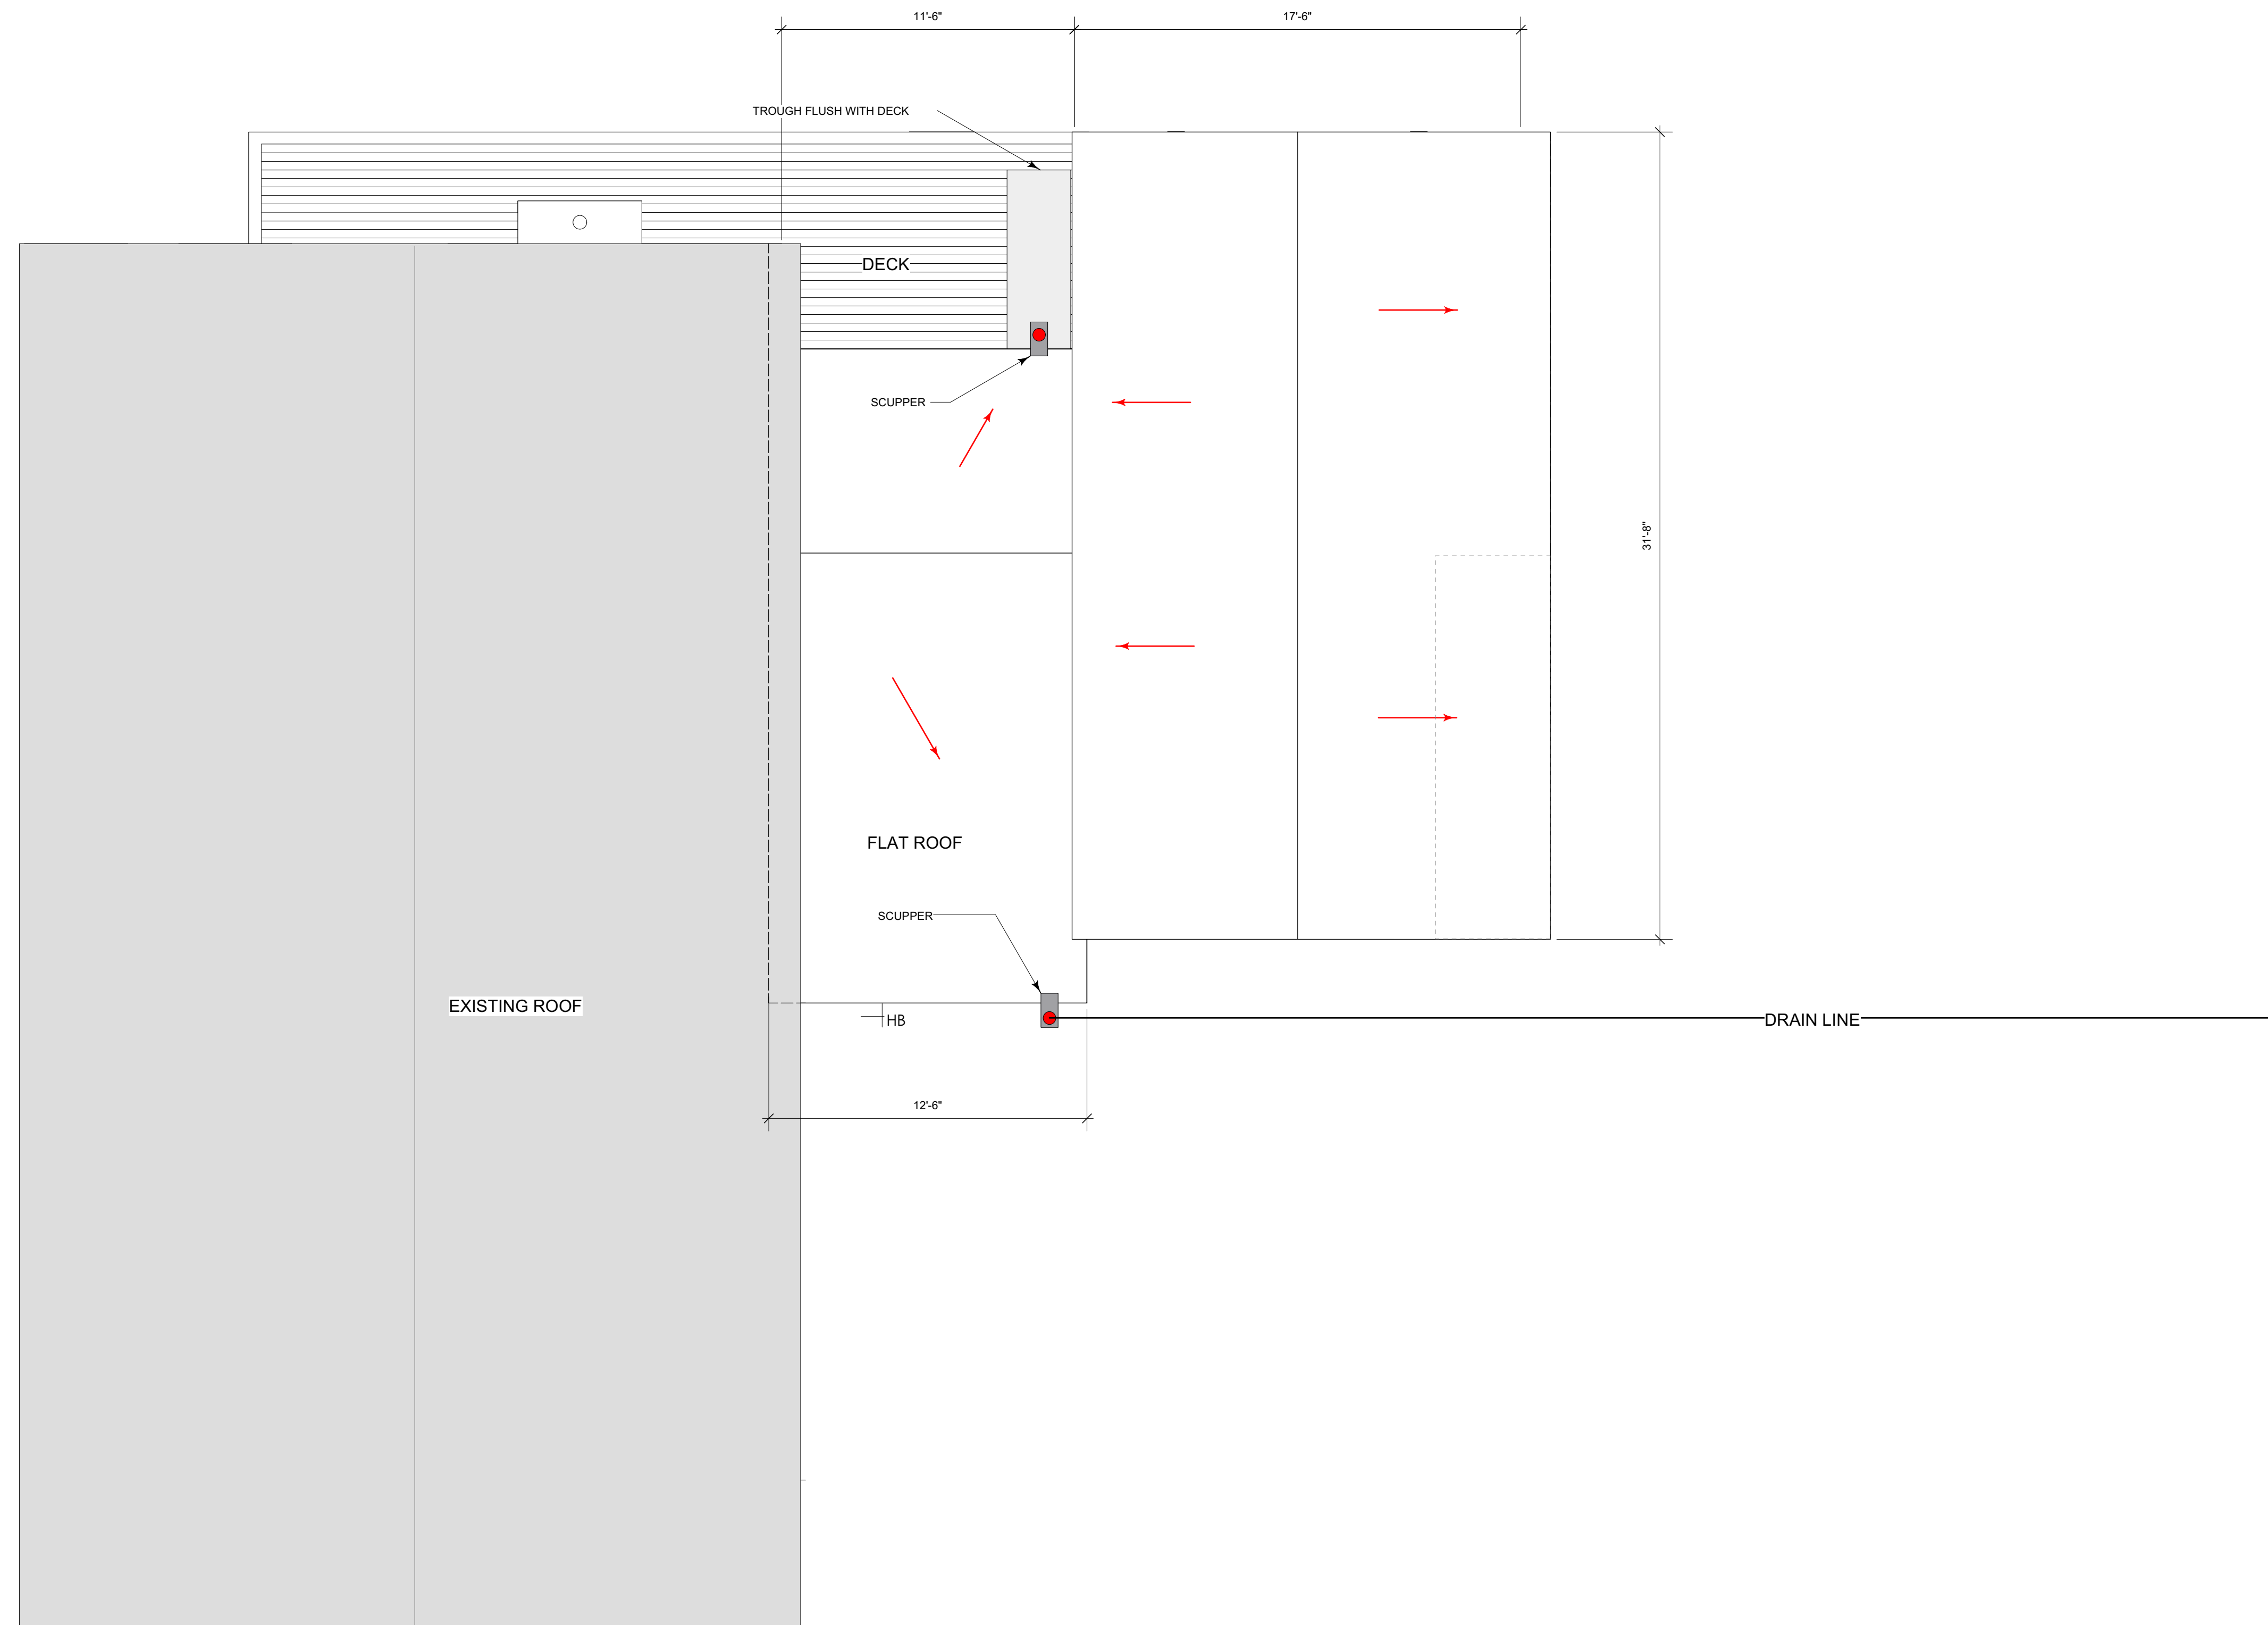 11'-6"
17'-6"
TROUGH FLUSH WITH DECK
DECK
SCUPPER
31'-8"
FLAT ROOF
SCUPPER
EXISTING ROOF
HB
DRAIN LINE
12'-6"